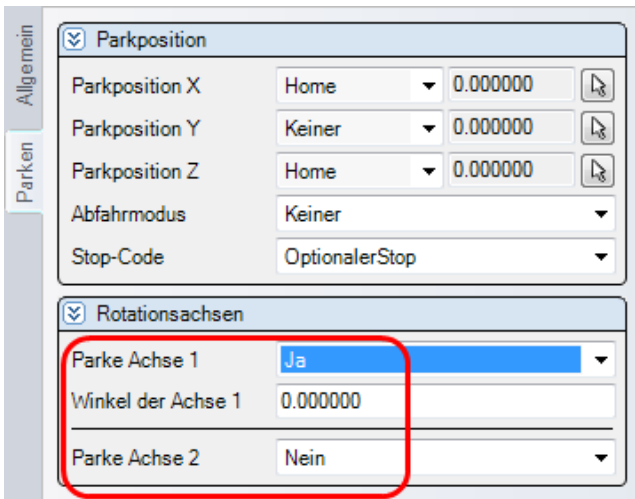 Allgemein
Parken
Parkposition
Parkposition X Home 0.000000
Parkposition Y Keiner 0.000000
Parkposition Z Home 0.000000
Abfahrmodus Keiner
Stop-Code OptionalerStop
Rotationsachsen
Parke Achse 1 Ja
Winkel der Achse 1 0.000000
Parke Achse 2 Nein